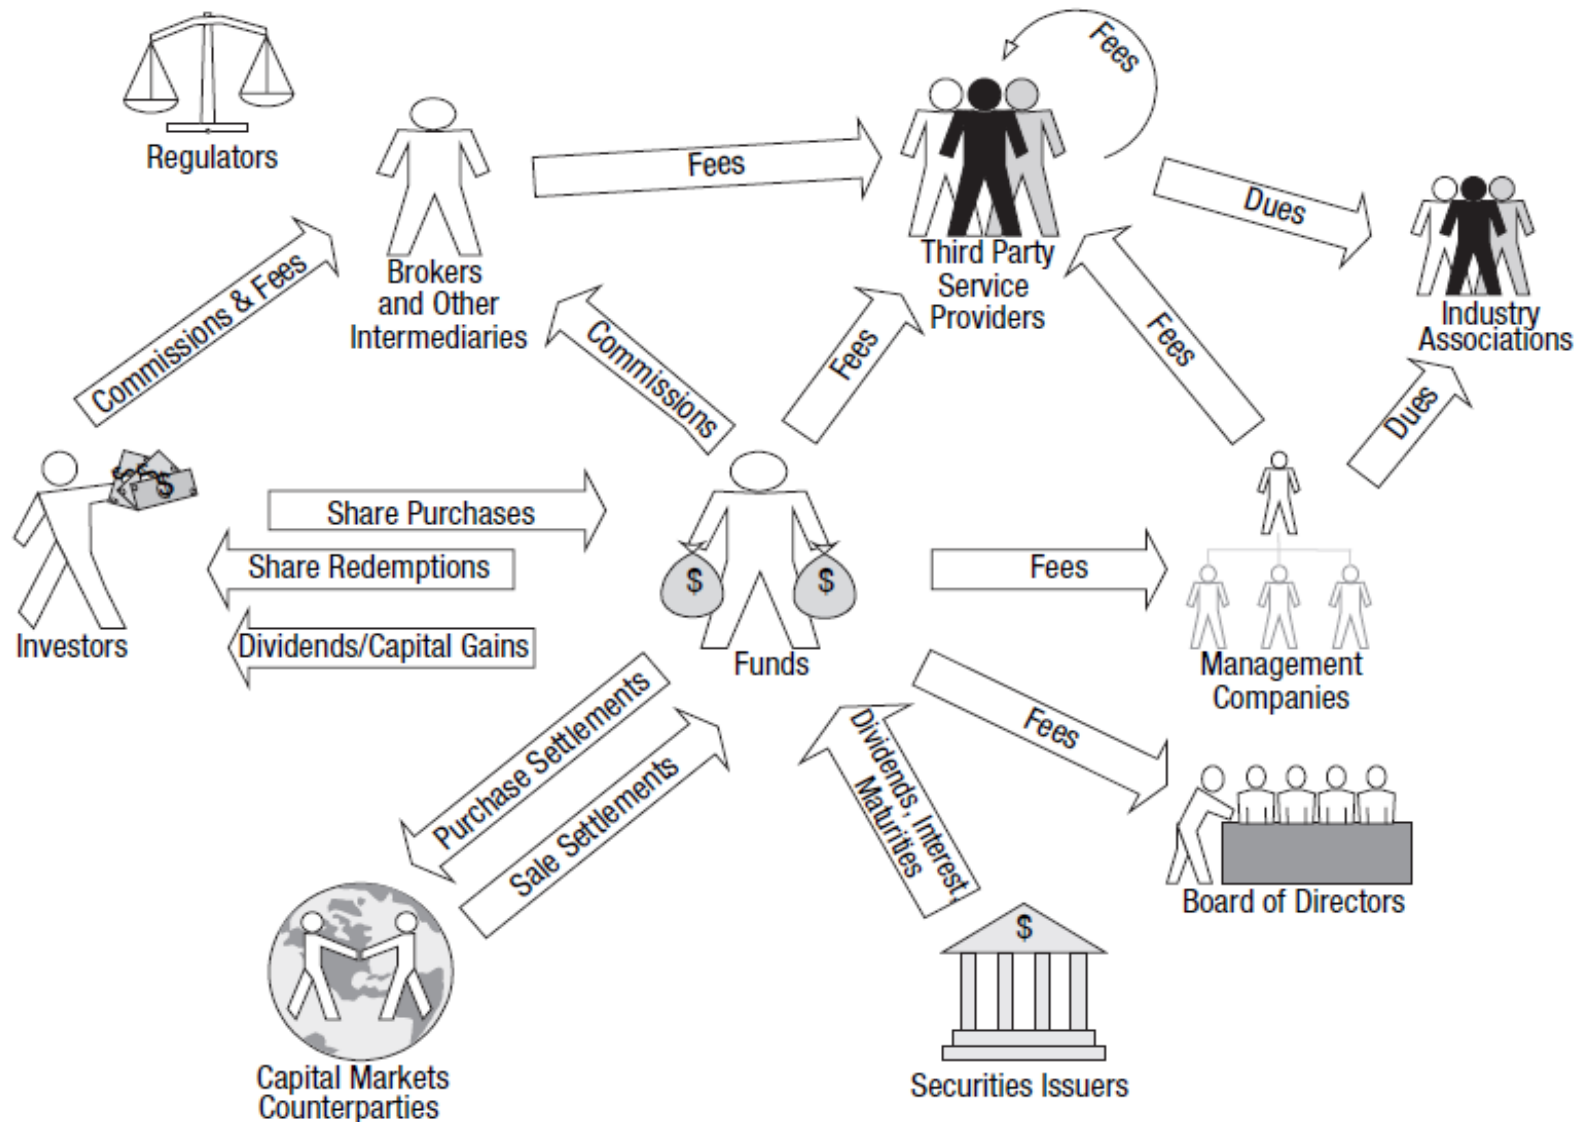 Fees
Regulators
Fees
Dues
Third Party
Service
Providers
Brokers
and Other
Intermediaries
Industry
Associations
Commissions & Fees
Commissions
Fees
Fees
Dues
$ $
$
Share Purchases
Share Redemptions
$
$
Fees
Investors
Dividends/Capital Gains
Funds
Management
Companies
Purchase Settlements
Sale Settlements
Dividends, Interest,
Maturities
Fees
Board of Directors
$
Capital Markets
Counterparties
Securities Issuers